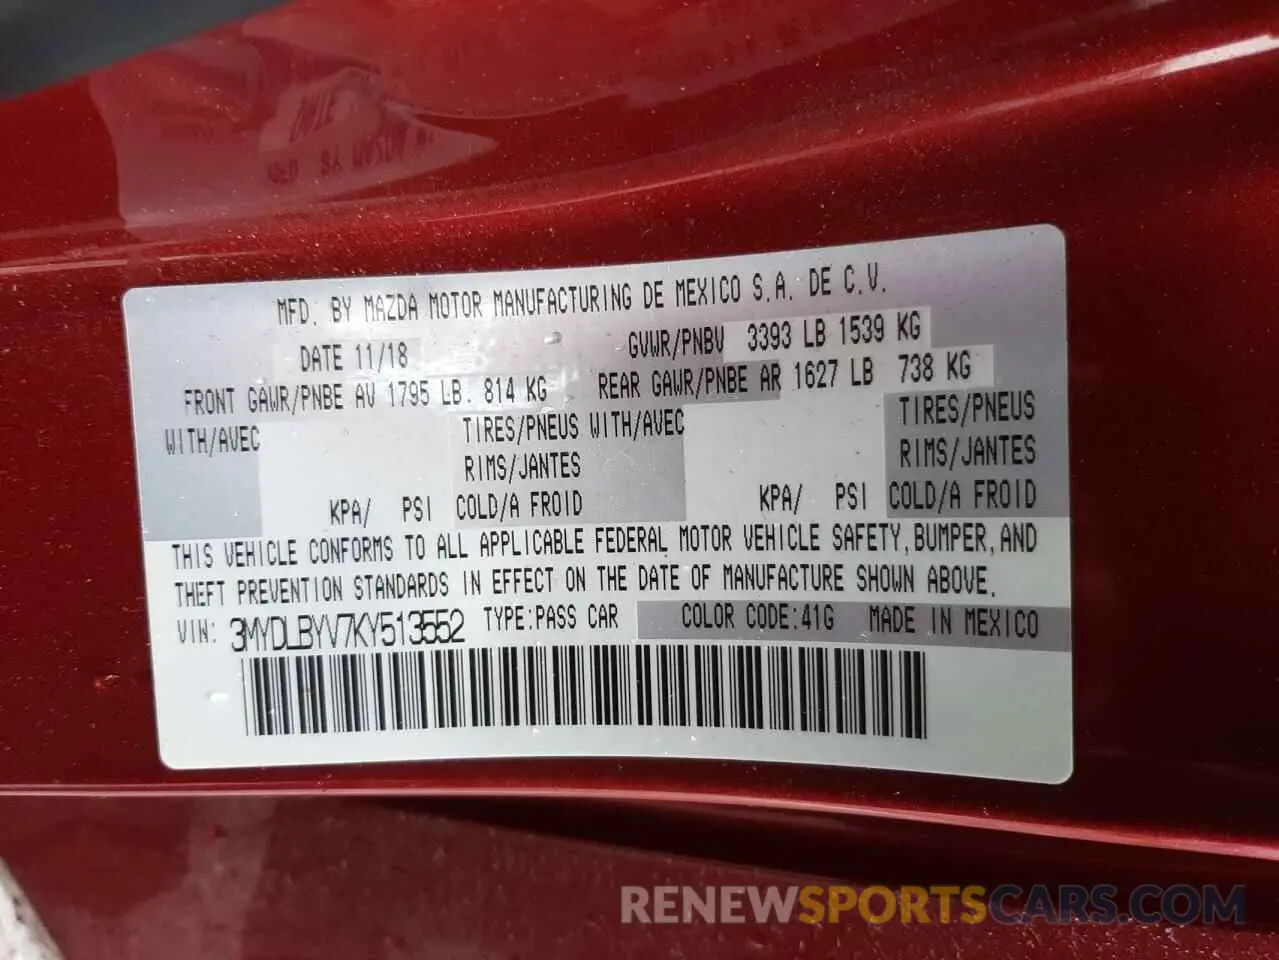 MFD. BY MAZDA MOTOR MANUFACTURING DE MEXICO S.A. DE C.V.
DATE 11/18 GVWR/PNBV 3393 LB 1539 KG
FRONT GAWR/PNBE AV 1795 LB. 814 KG REAR GAWR/PNBE AR 1627 LB 738 KG
WITH/AVEC TIRES/PNEUS WITH/AVEC TIRES/PNEUS
RIMS/JANTES RIMS/JANTES
KPA/ PSI COLD/A FROID KPA/ PSI COLD/A FROID
THIS VEHICLE CONFORMS TO ALL APPLICABLE FEDERAL MOTOR VEHICLE SAFETY, BUMPER, AND
THEFT PREVENTION STANDARDS IN EFFECT ON THE DATE OF MANUFACTURE SHOWN ABOVE.
VIN: 3MYDLBYV7KY513552 TYPE:PASS CAR COLOR CODE:41G MADE IN MEXICO
RENEWSPORTSCARS.COM